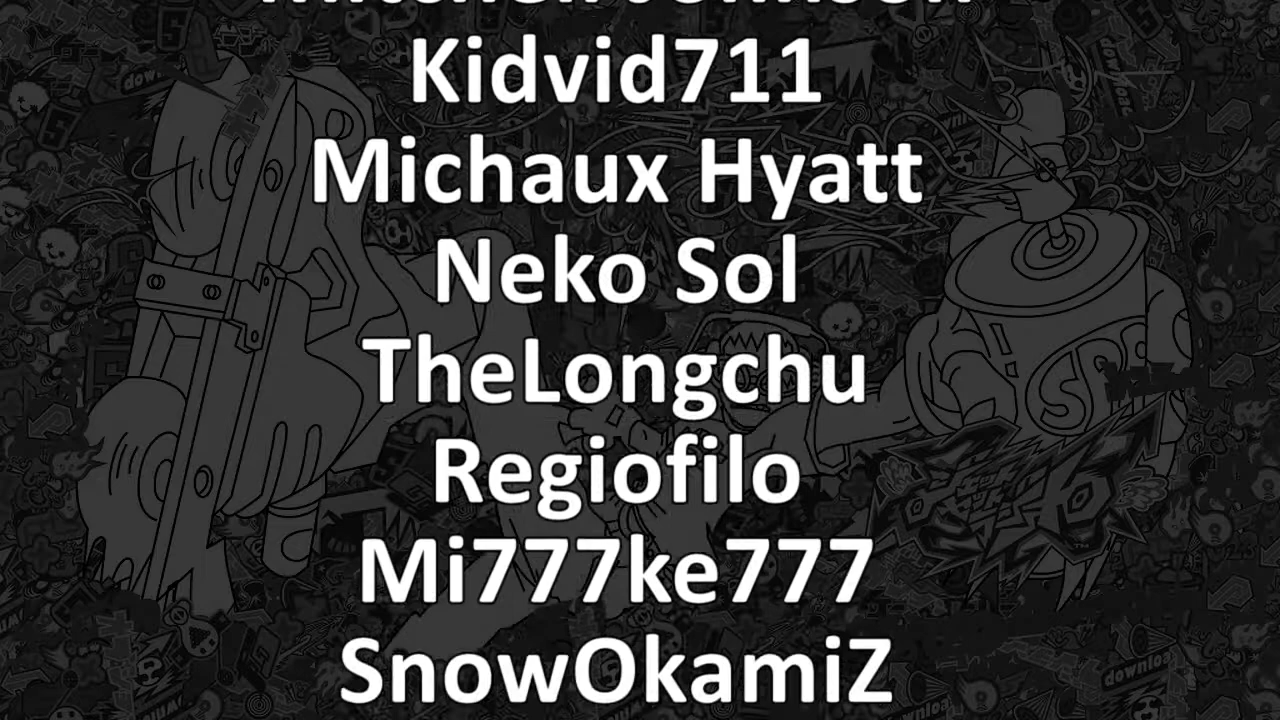 Kidvid711
Michaux Hyatt
Neko Sol
TheLongchu
Regiofilo
Mi777ke777
SnowOkamiZ